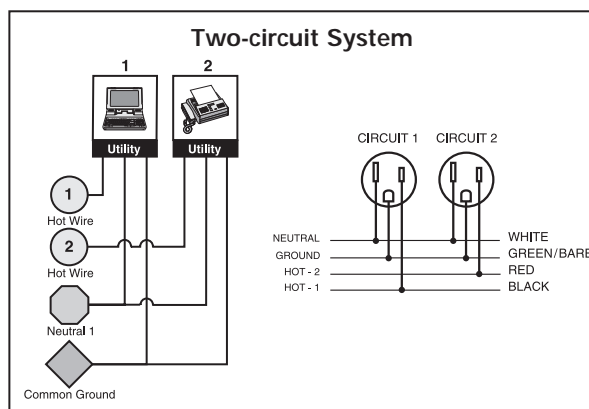 Two-circuit System
1 2
Utility Utility
1
Hot Wire
2
Hot Wire
Neutral 1
Common Ground
CIRCUIT 1 CIRCUIT 2
NEUTRAL WHITE
GROUND GREEN/BARE
HOT - 2 RED
HOT - 1 BLACK